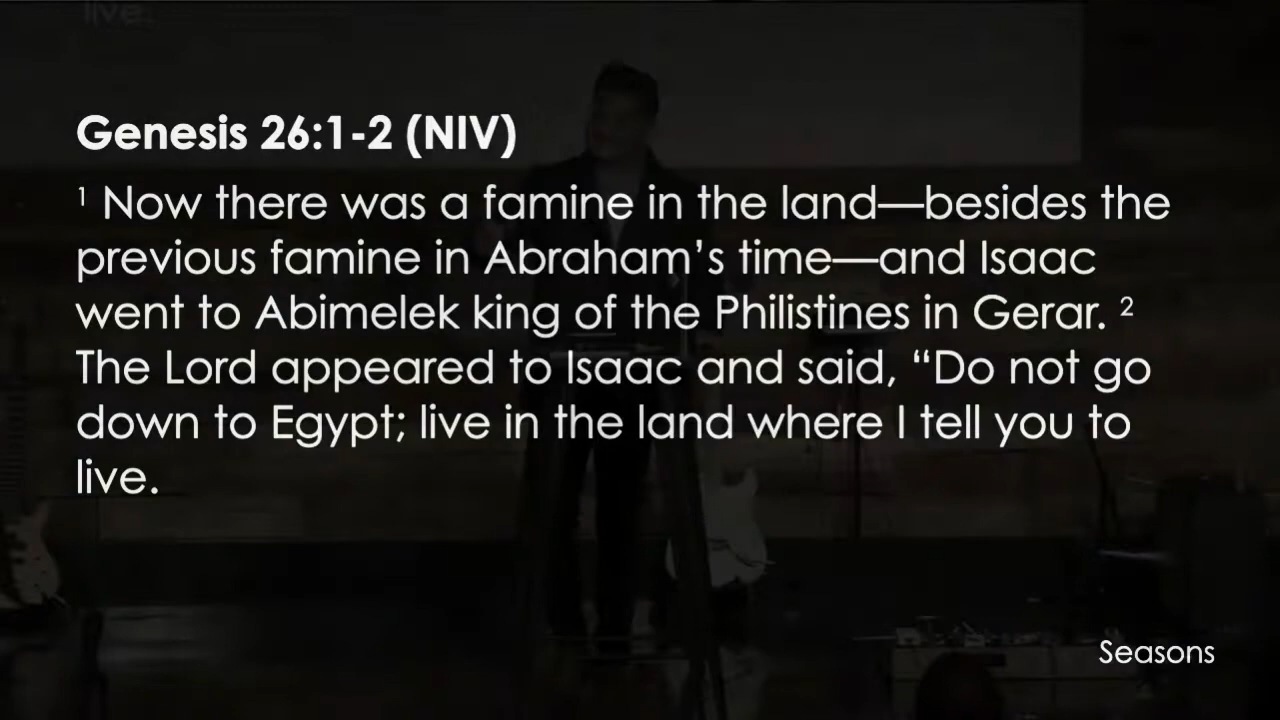 live.
Genesis 26:1-2 (NIV)
¹ Now there was a famine in the land—besides the
previous famine in Abraham’s time—and Isaac
went to Abimelek king of the Philistines in Gerar. ²
The Lord appeared to Isaac and said, “Do not go
down to Egypt; live in the land where I tell you to
live.
Seasons